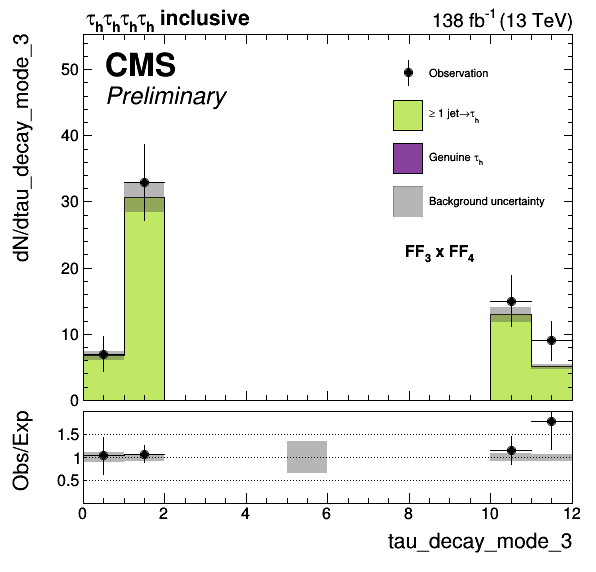 τhτhτhτh inclusive
138 fb-1 (13 TeV)
CMS
Preliminary
Observation
≥ 1 jet→τh
Genuine τh
Background uncertainty
FF3 x FF4
dN/dtau_decay_mode_3
50
40
30
20
10
0
Obs/Exp
1.5
1
0.5
0 2 4 6 8 10 12
tau_decay_mode_3